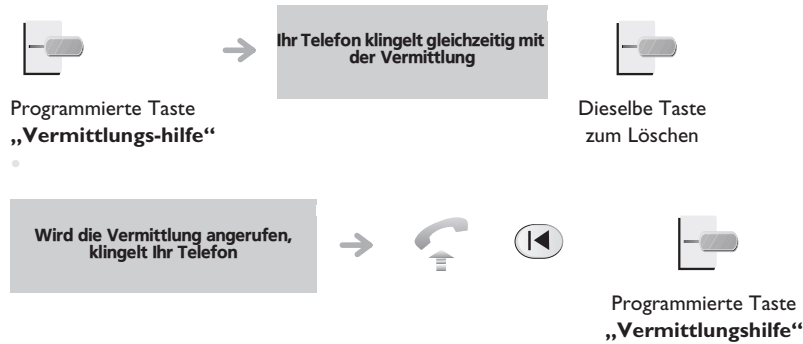 Ihr Telefon klingelt gleichzeitig mit
der Vermittlung
Programmierte Taste
„Vermittlungs-hilfe“
Dieselbe Taste
zum Löschen
Wird die Vermittlung angerufen,
klingelt Ihr Telefon
Programmierte Taste
„Vermittlungshilfe“